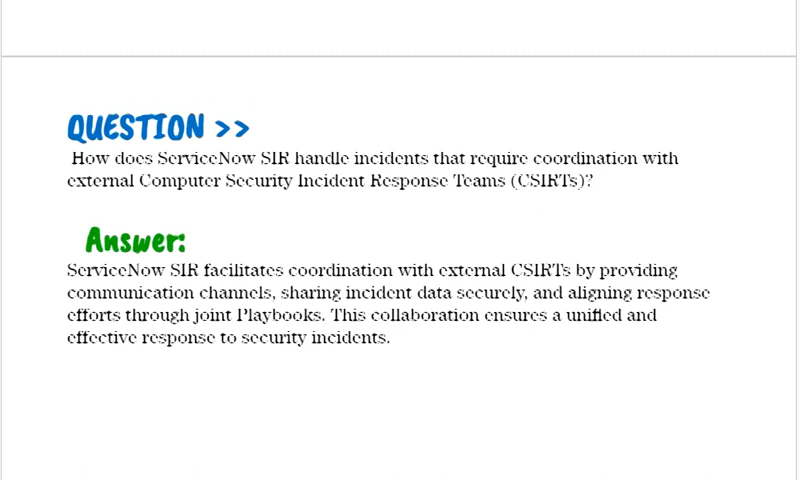 QUESTION >>
How does ServiceNow SIR handle incidents that require coordination with
external Computer Security Incident Response Teams (CSIRTs)?
Answer:
ServiceNow SIR facilitates coordination with external CSIRTs by providing
communication channels, sharing incident data securely, and aligning response
efforts through joint Playbooks. This collaboration ensures a unified and
effective response to security incidents.